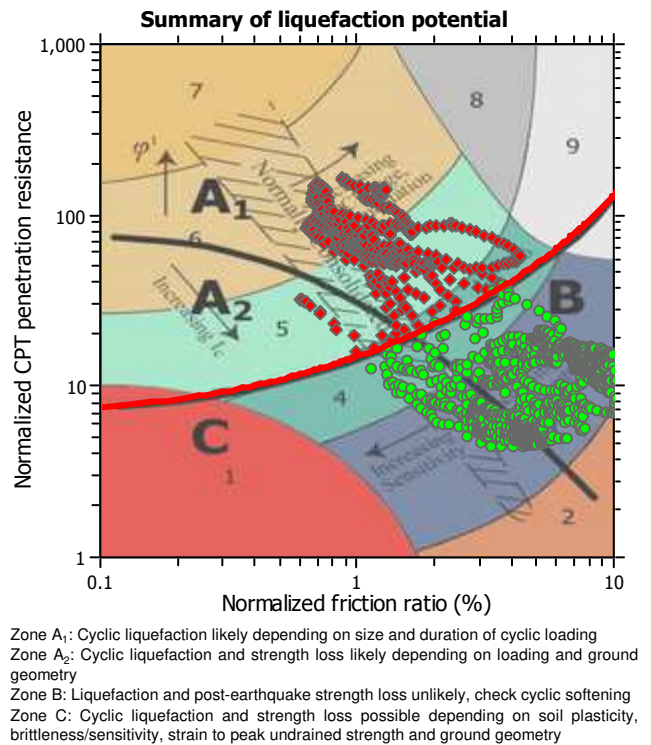 Summary of liquefaction potential
1,000
7
8
9
φ'
A1
Normal
6
A2
Increasing Ic
5
B
4
C
1
Increasing
Sensitivity
2
100
10
1
0.1
1
10
Normalized CPT penetration resistance
Normalized friction ratio (%)
Zone A1: Cyclic liquefaction likely depending on size and duration of cyclic loading
Zone A2: Cyclic liquefaction and strength loss likely depending on loading and ground
geometry
Zone B: Liquefaction and post-earthquake strength loss unlikely, check cyclic softening
Zone C: Cyclic liquefaction and strength loss possible depending on soil plasticity,
brittleness/sensitivity, strain to peak undrained strength and ground geometry